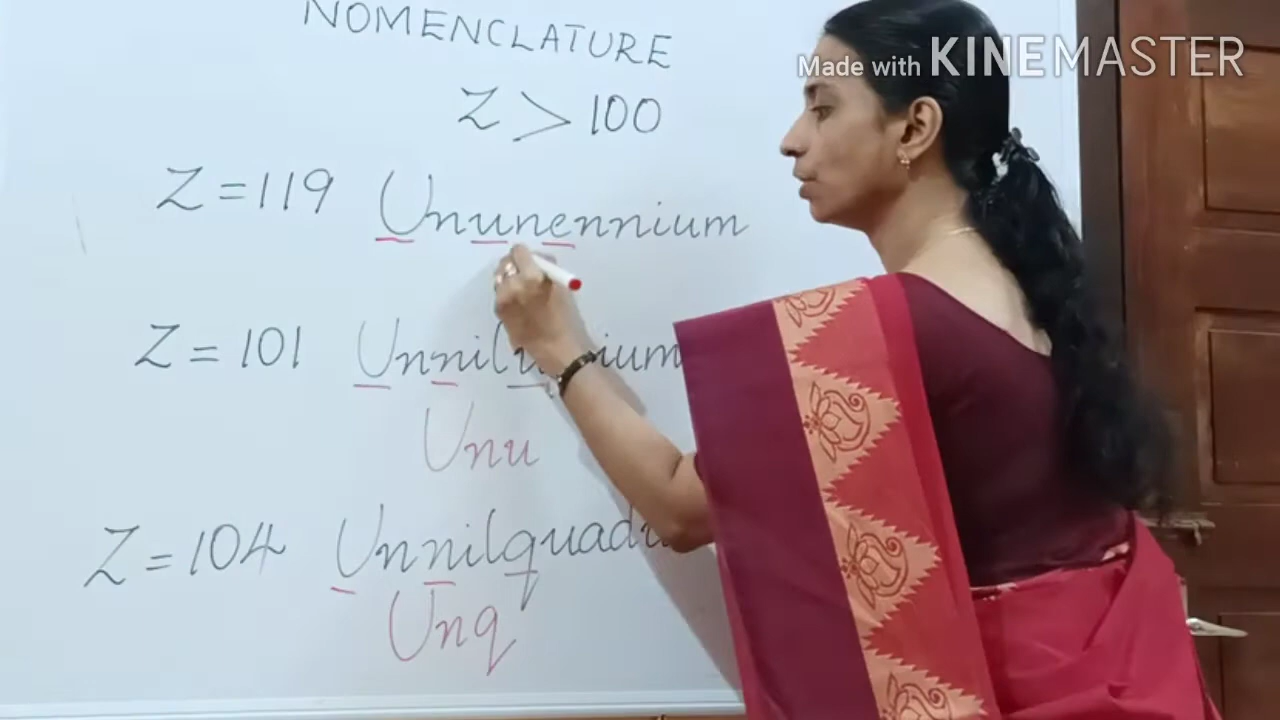 NOMENCLATURE
Made with KINEMASTER
Z > 100
Z = 119 Ununennium
Z = 101
Unu
Z = 104
Unq